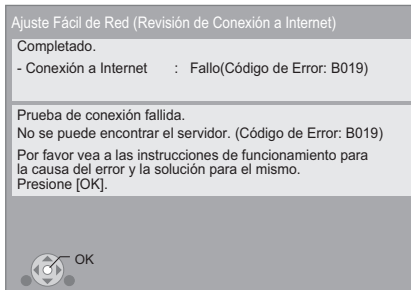 Ajuste Fácil de Red (Revisión de Conexión a Internet)
Completado.
- Conexión a Internet : Fallo(Código de Error: B019)
Prueba de conexión fallida.
No se puede encontrar el servidor. (Código de Error: B019)
Por favor vea a las instrucciones de funcionamiento para
la causa del error y la solución para el mismo.
Presione [OK].
OK